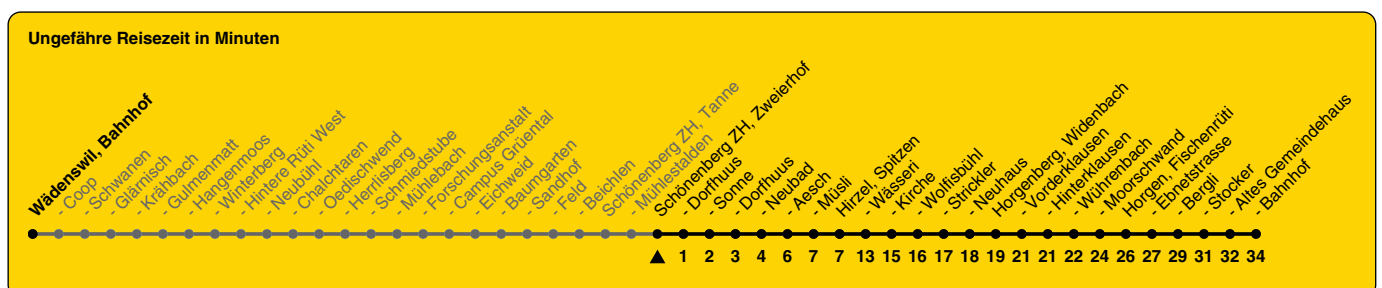 Ungefähre Reisezeit in Minuten
Wädenswil, Bahnhof
- Coop
- Schwanen
- Glärnisch
- Krähbach
- Gulmenmatt
- Hangenmoos
- Winterberg
- Hintere Rüti West
- Neubühl
- Chalchtaren
- Oedischwend
- Herrlisberg
- Schmiedstube
- Mühlebach
- Forschungsanstalt
- Campus Grüental
- Eichweid
- Baumgarten
- Sandhof
- Feld
- Beichlen
Schönenberg ZH, Tanne
- Mühlestalden
Schönenberg ZH, Zweierhof
- Dorfhuus
- Sonne
- Dorfhuus
- Neubad
- Aesch
- Müsli
Hirzel, Spitzen
- Wässeri
- Kirche
- Wolfisbühl
- Strickler
- Neuhaus
Horgenberg, Widenbach
- Vorderklausen
- Hinterklausen
- Wührenbach
- Moorschwand
Horgen, Fischenrüti
- Ebnetstrasse
- Bergli
- Stocker
- Altes Gemeindehaus
- Bahnhof
1 2 3 4 6 7 7 13 15 16 17 18 19 21 21 22 24 26 27 29 31 32 34